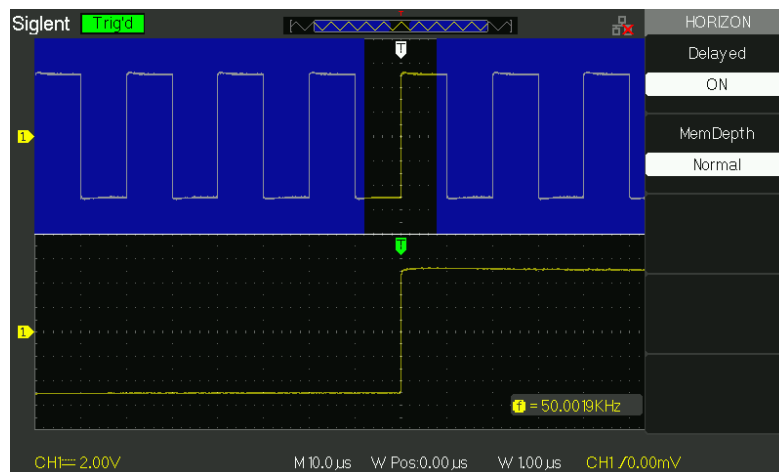 Siglent Trig'd T HORIZON
Delayed
T
ON
1
MemDepth
Normal
T
1
f = 50.0019KHz
CH1 2.00V M 10.0μs W Pos:0.00μs W 1.00μs CH1 /0.00mV